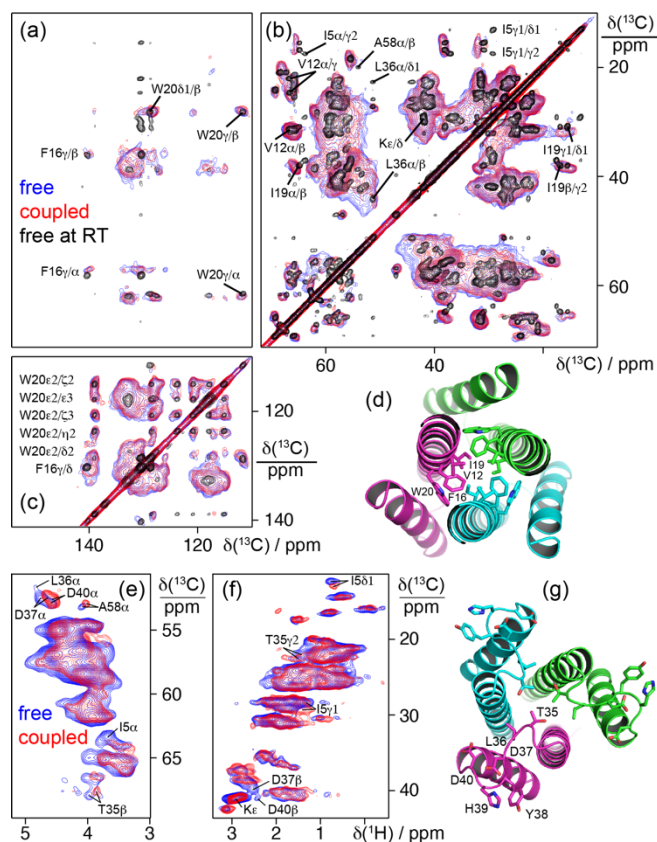 (a)
W20δ1/β
W20γ/β
F16γ/β
free
coupled
free at RT
F16γ/α
W20γ/α
(b)
I5α/γ2
A58α/β
I5γ1/δ1
V12α/γ
L36α/δ1
I5γ1/γ2
V12α/β
Kε/δ
I19γ1/δ1
I19α/β
L36α/β
I19β/γ2
δ(¹³C)
ppm
20
40
60
60
40
20
δ(¹³C) / ppm
W20ε2/ζ2
W20ε2/ε3
W20ε2/ζ3
W20ε2/η2
W20ε2/δ2
F16γ/δ
(c)
120
δ(¹³C)
ppm
140
140
120
δ(¹³C) / ppm
(d)
I19
V12
W20
F16
L36α
(e)
D37α
D40α
A58α
δ(¹³C)
ppm
55
60
65
free
coupled
I5α
T35β
5
4
3
(f)
I5δ1
δ(¹³C)
ppm
T35γ2
20
I5γ1
30
D37β
Kε
D40β
40
3
2
1
δ(¹H) / ppm
(g)
T35
L36
D37
D40
H39
Y38